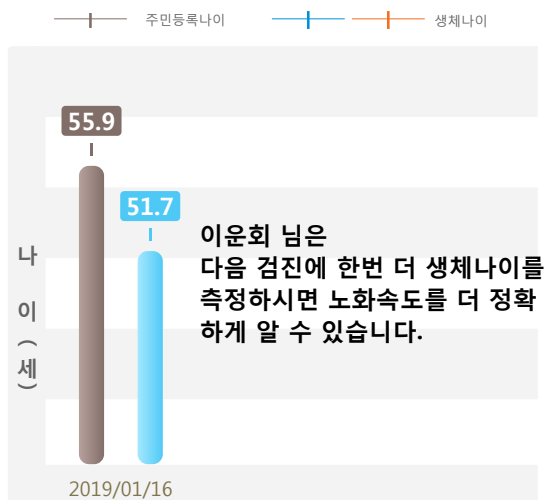 주민등록나이 생체나이
55.9
51.7
이운회 님은
다음 검진에 한번 더 생체나이를
측정하시면 노화속도를 더 정확
하게 알 수 있습니다.
나이(세)
2019/01/16